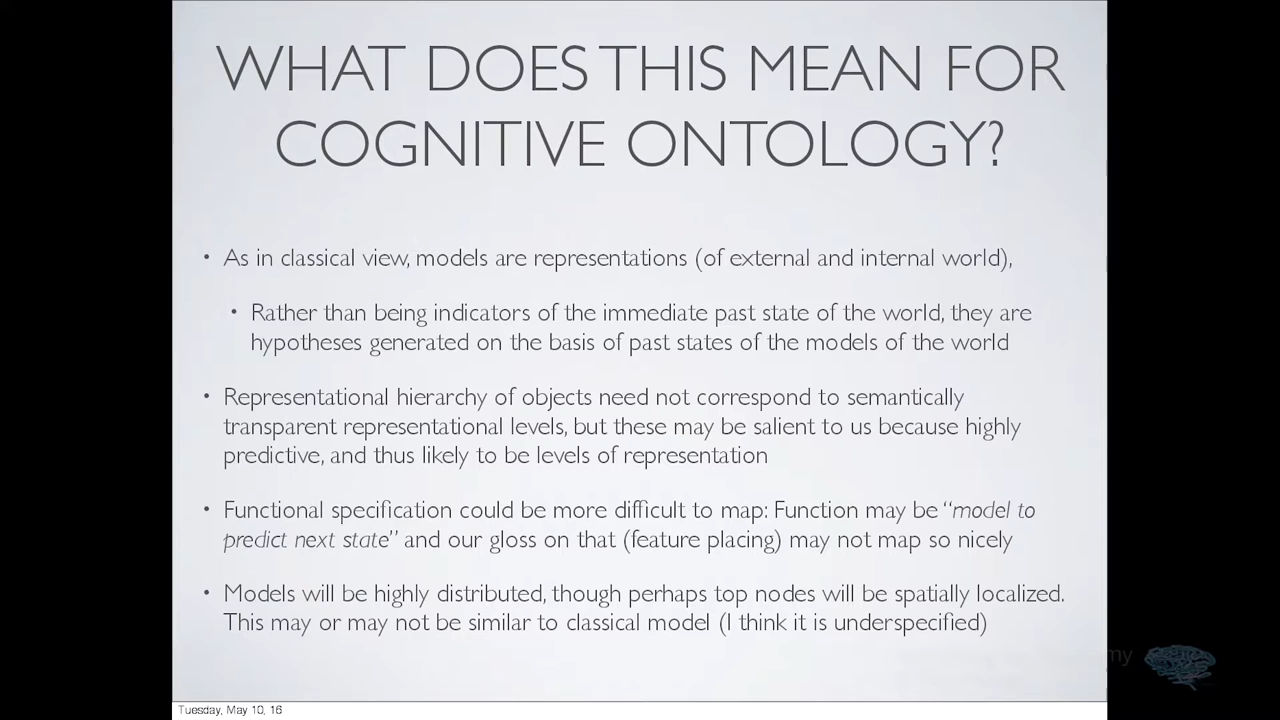 WHAT DOES THIS MEAN FOR
COGNITIVE ONTOLOGY?
• As in classical view, models are representations (of external and internal world),
• Rather than being indicators of the immediate past state of the world, they are
hypotheses generated on the basis of past states of the models of the world
• Representational hierarchy of objects need not correspond to semantically
transparent representational levels, but these may be salient to us because highly
predictive, and thus likely to be levels of representation
• Functional specification could be more difficult to map: Function may be “model to
predict next state” and our gloss on that (feature placing) may not map so nicely
• Models will be highly distributed, though perhaps top nodes will be spatially localized.
This may or may not be similar to classical model (I think it is underspecified)
Tuesday, May 10, 16